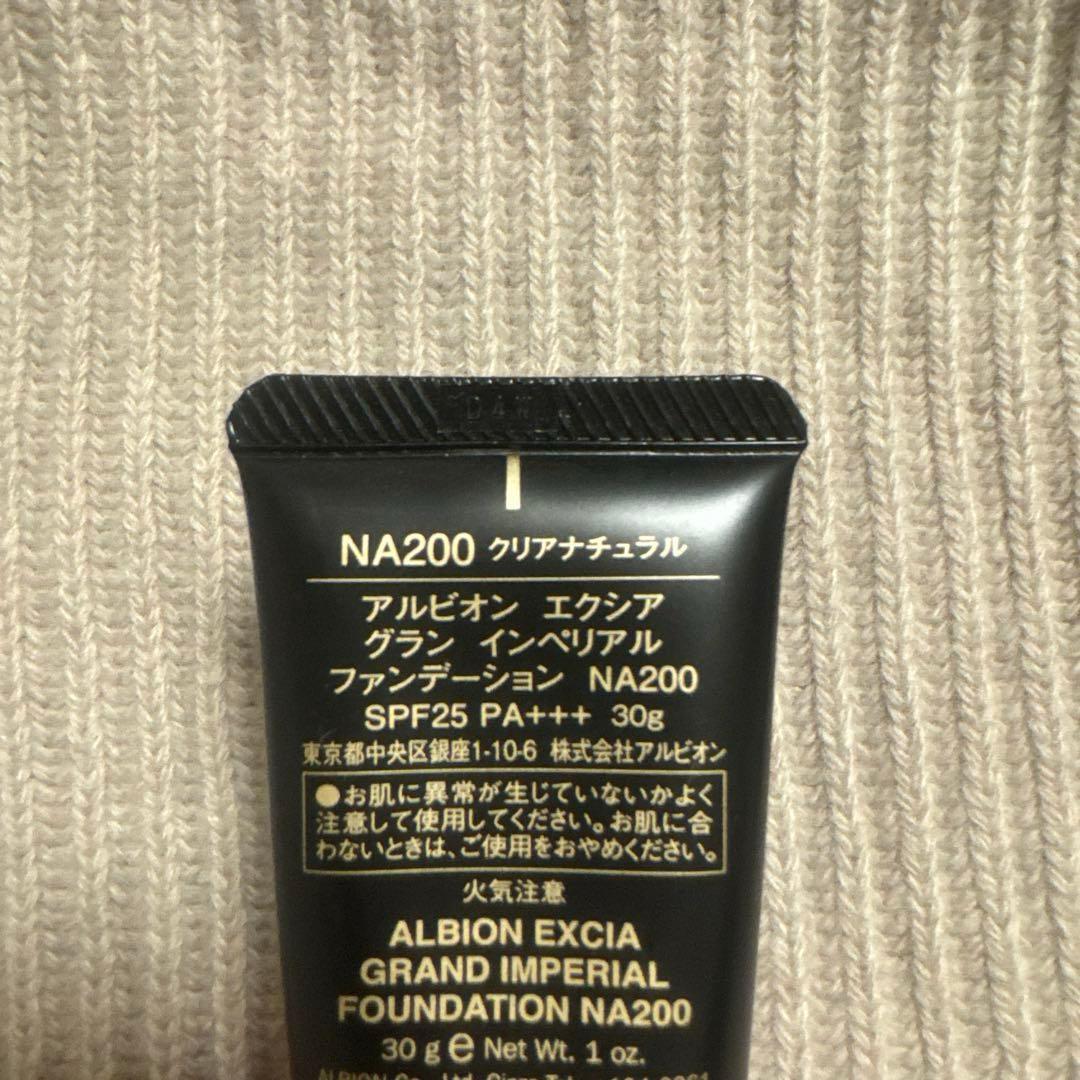 NA200 クリアナチュラル
アルビオン エクシア
グラン インペリアル
ファンデーション NA200
SPF25 PA+++ 30g
東京都中央区銀座1-10-6 株式会社アルビオン
●お肌に異常が生じていないかよく
注意して使用してください。お肌に合
わないときは、ご使用をおやめください。
火気注意
ALBION EXCIA
GRAND IMPERIAL
FOUNDATION NA200
30 g e Net Wt. 1 oz.